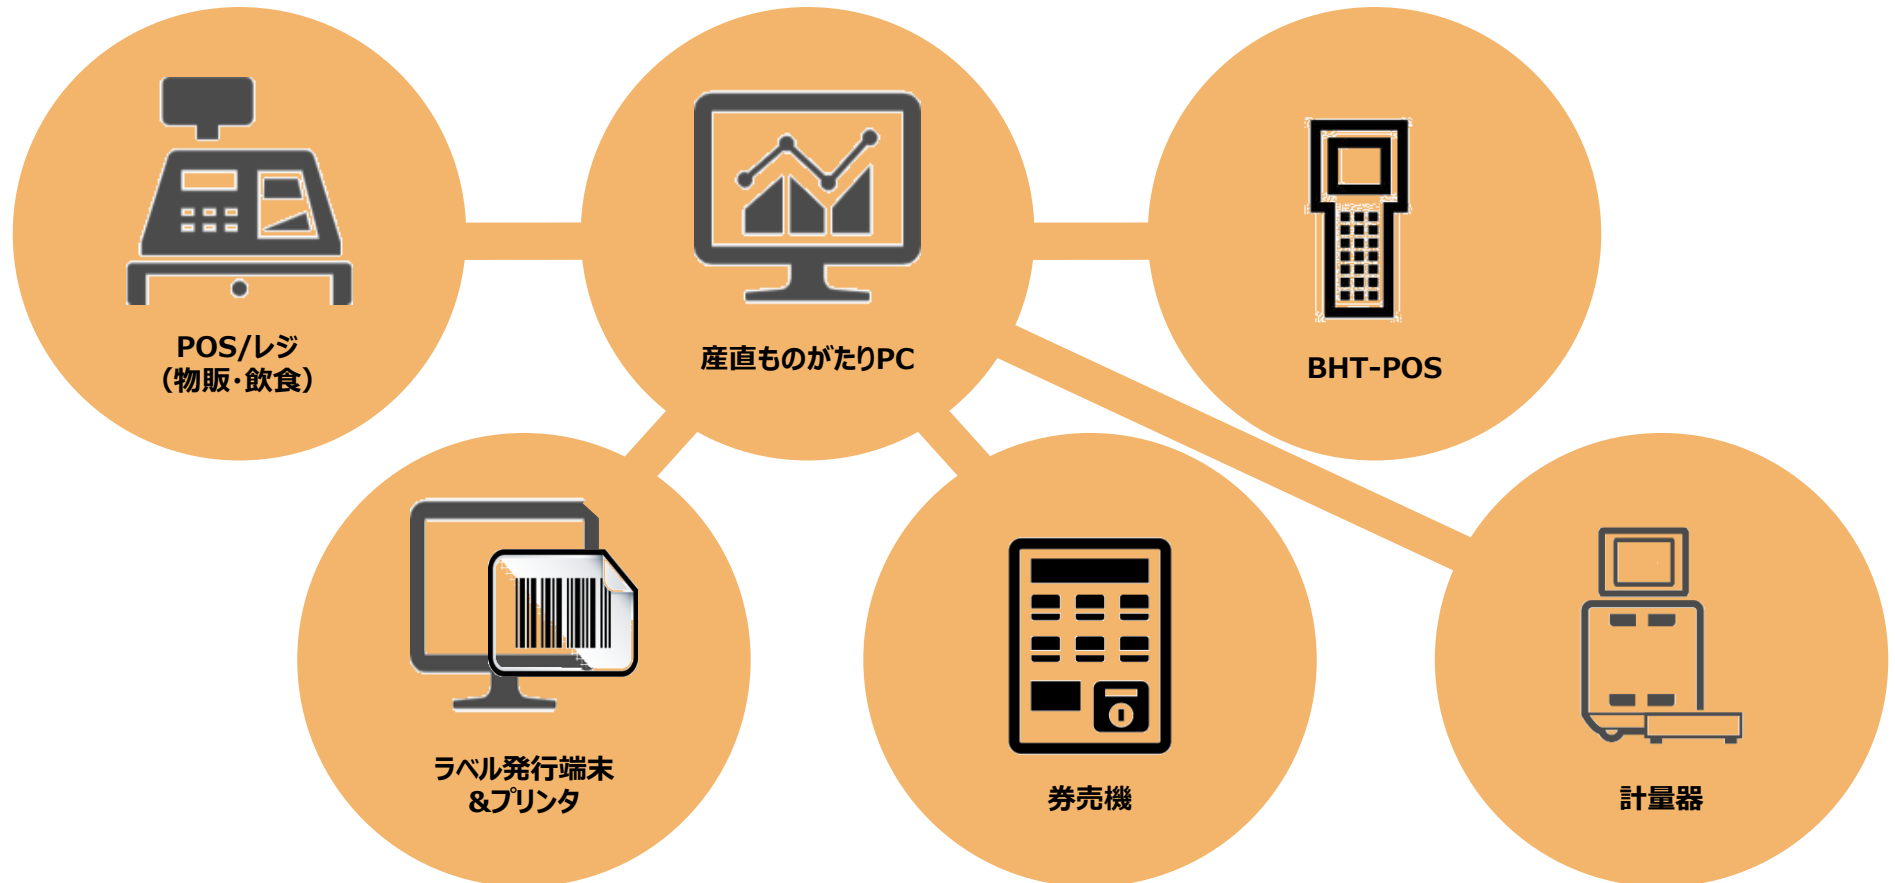 POS/レジ
(物販・飲食)
産直ものがたりPC
BHT-POS
ラベル発行端末
&プリンタ
券売機
計量器